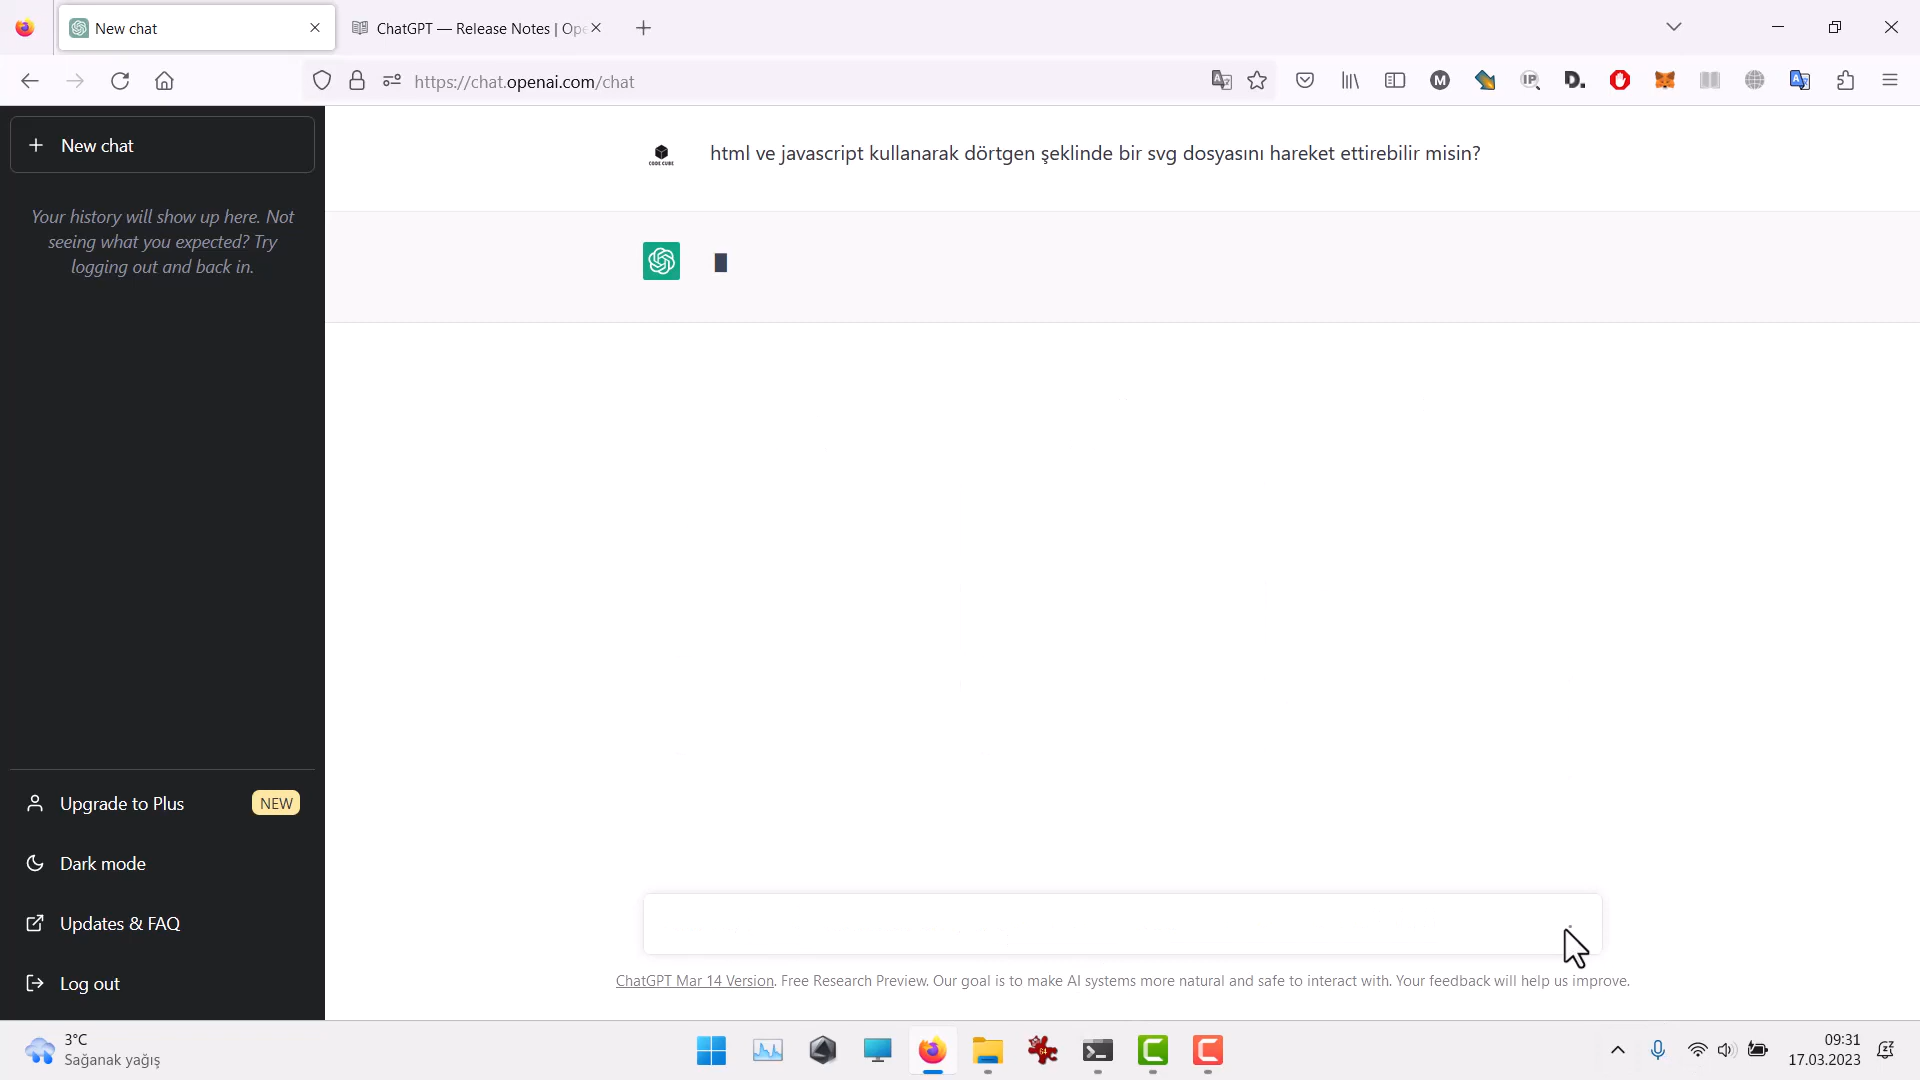 New chat
ChatGPT — Release Notes | Ope
https://chat.openai.com/chat
New chat
Your history will show up here. Not
seeing what you expected? Try
logging out and back in.
Upgrade to Plus
NEW
Dark mode
Updates & FAQ
Log out
CODE CUBE
html ve javascript kullanarak dörtgen şeklinde bir svg dosyasını hareket ettirebilir misin?
ChatGPT Mar 14 Version. Free Research Preview. Our goal is to make AI systems more natural and safe to interact with. Your feedback will help us improve.
3°C
Sağanak yağış
09:31
17.03.2023